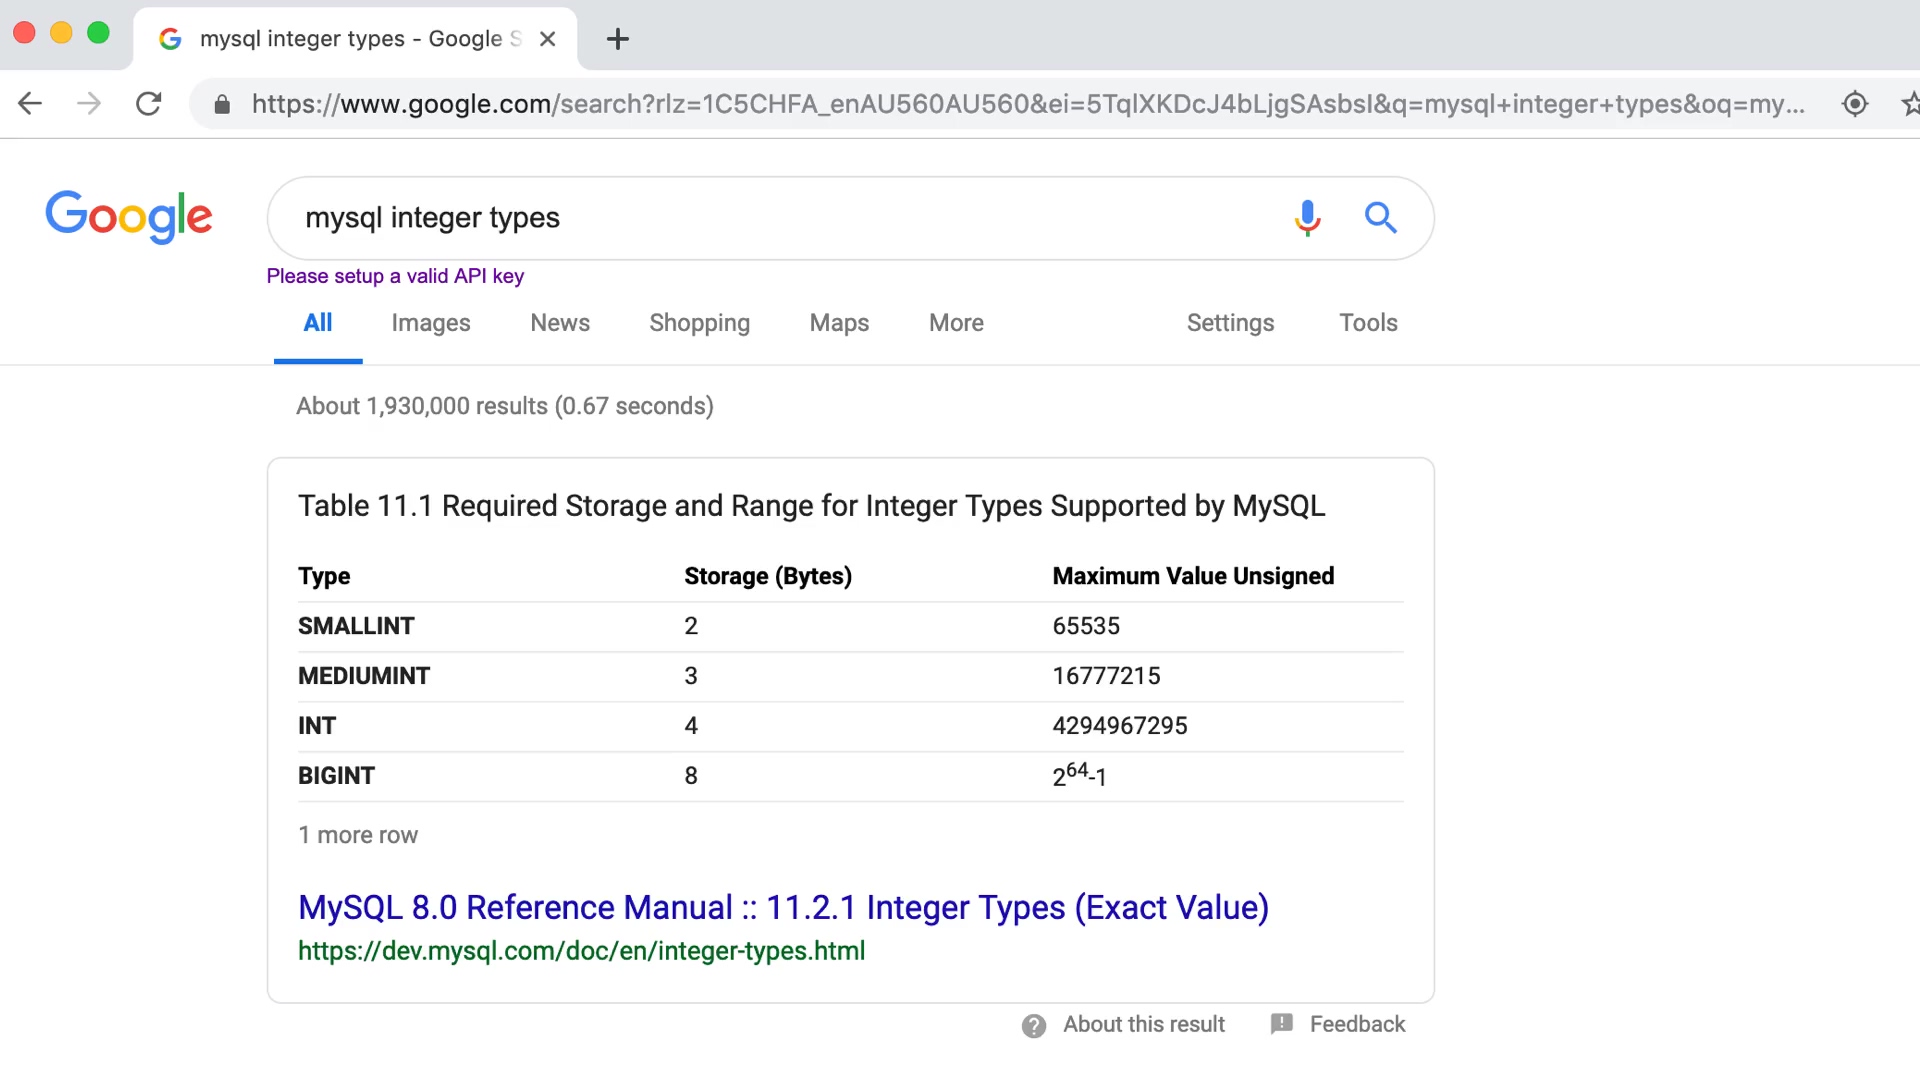 mysql integer types - Google S
https://www.google.com/search?rlz=1C5CHFA_enAU560AU560&ei=5TqlXKDcJ4bLjgSAsbsI&q=mysql+integer+types&oq=my...
Google
mysql integer types
Please setup a valid API key
All Images News Shopping Maps More Settings Tools
About 1,930,000 results (0.67 seconds)
Table 11.1 Required Storage and Range for Integer Types Supported by MySQL
Type Storage (Bytes) Maximum Value Unsigned
SMALLINT 2 65535
MEDIUMINT 3 16777215
INT 4 4294967295
BIGINT 8 2⁶⁴-1
1 more row
MySQL 8.0 Reference Manual :: 11.2.1 Integer Types (Exact Value)
https://dev.mysql.com/doc/en/integer-types.html
About this result Feedback